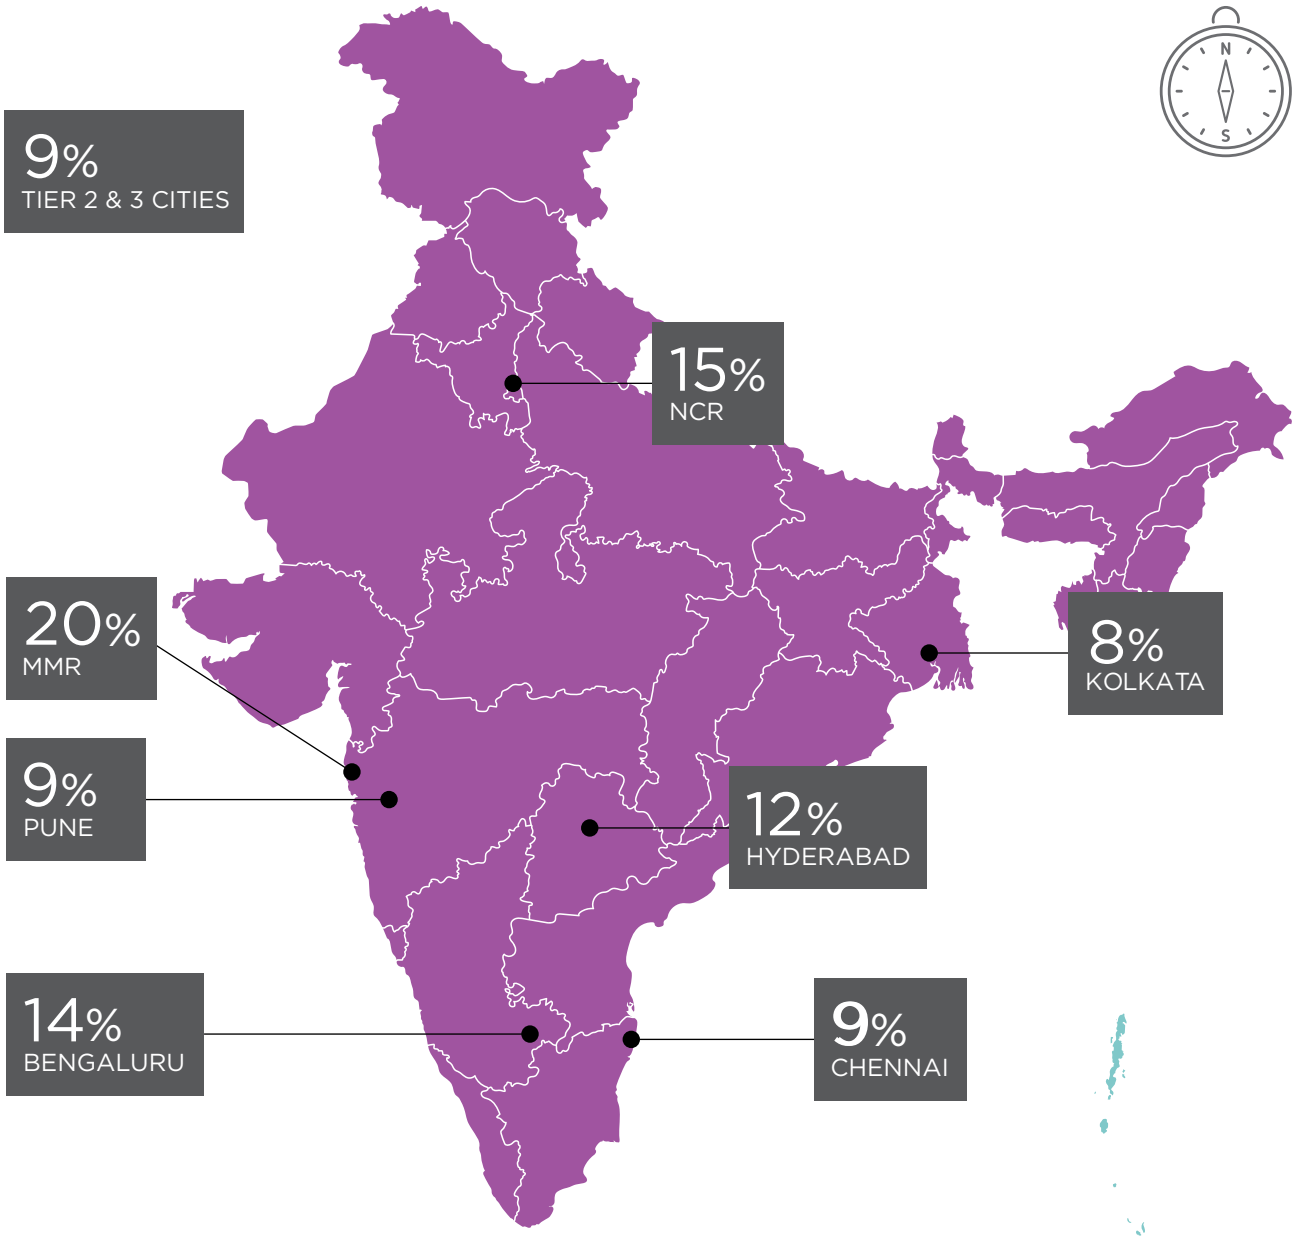 N
S
9%
TIER 2 & 3 CITIES
15%
NCR
20%
MMR
8%
KOLKATA
9%
PUNE
12%
HYDERABAD
14%
BENGALURU
9%
CHENNAI